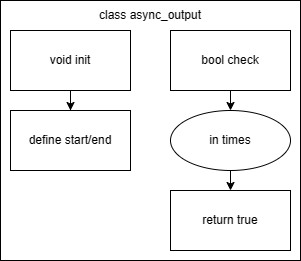 class async_output
void init
bool check
define start/end
in times
return true